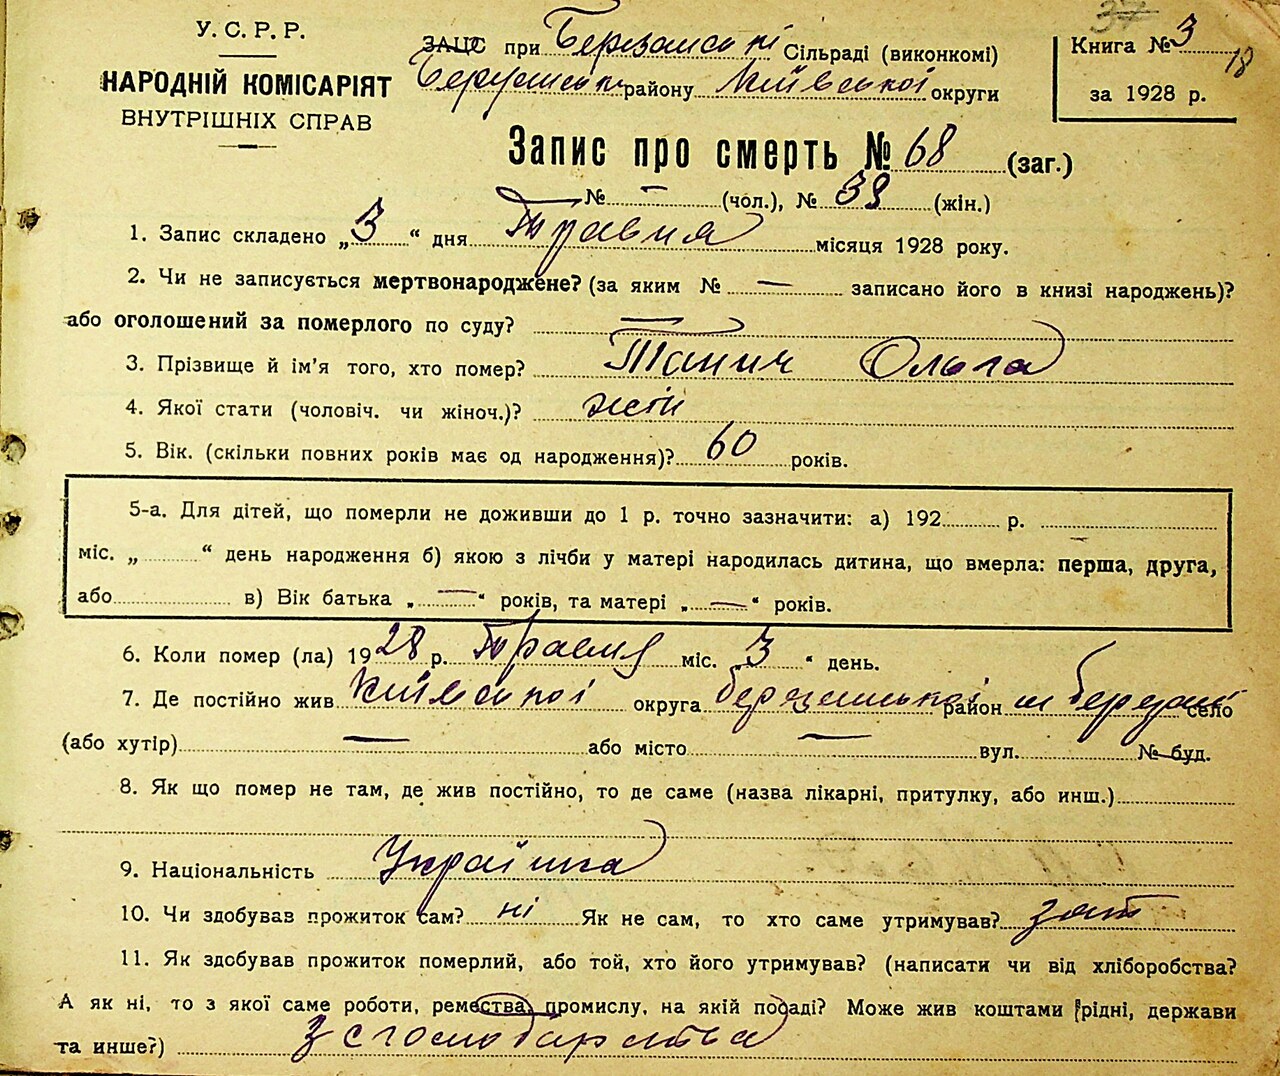 У. С. Р. Р.
НАРОДНІЙ КОМІСАРІЯТ
ВНУТРІШНІХ СПРАВ
37
ЗАЦС при Березанські Сільраді (виконкомі)
району Київської округи
Книга № 3
18
за 1928 р.
Запис про смерть № 68 (заг.)
№ — (чол.), № 39 (жін.)
1. Запис складено „ 3 “ дня Травня місяця 1928 року.
2. Чи не записується мертвонароджене? (за яким № — записано його в книзі народжень)?
або оголошений за померлого по суду? —
3. Прізвище й ім'я того, хто помер? Ольга
4. Якої стати (чоловіч. чи жіноч.)?
5. Вік. (скільки повних років має од народження)? 60 років.
5-а. Для дітей, що померли не доживши до 1 р. точно зазначити: а) 192 р.
міс. „ “ день народження б) якою з лічби у матері народилась дитина, що вмерла: перша, друга,
або в) Вік батька „ — “ років, та матері „ — “ років.
6. Коли помер (ла) 1928 р. Травня міс. „ 3 “ день.
7. Де постійно жив Київської округа район село
(або хутір) — або місто — вул. № буд.
8. Як що помер не там, де жив постійно, то де саме (назва лікарні, притулку, або инш.)
9. Національність Українка
10. Чи здобував прожиток сам? ні Як не сам, то хто саме утримував? зять
11. Як здобував прожиток померлий, або той, хто його утримував? (написати чи від хліборобства?
А як ні, то з якої саме роботи, ремества, промислу, на якій посаді? Може жив коштами рідні, держави
та инше?) З господарства